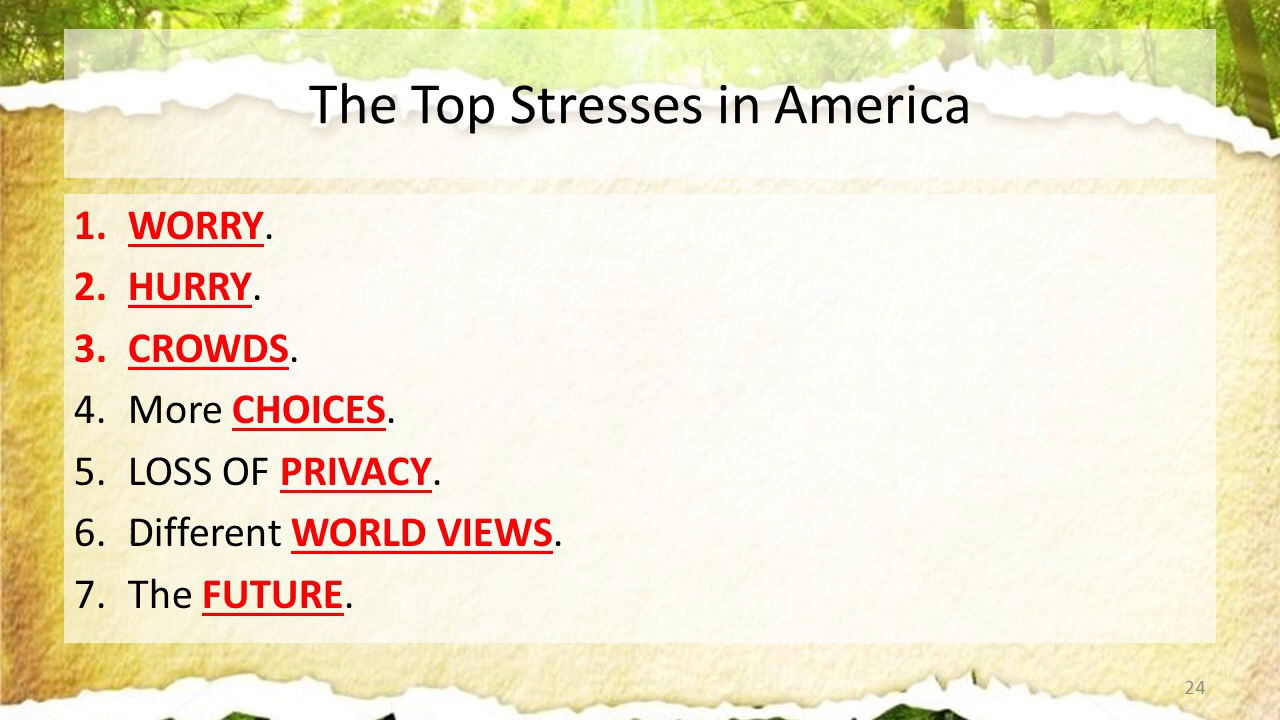 The Top Stresses in America
1. WORRY.
2. HURRY.
3. CROWDS.
4. More CHOICES.
5. LOSS OF PRIVACY.
6. Different WORLD VIEWS.
7. The FUTURE.
24